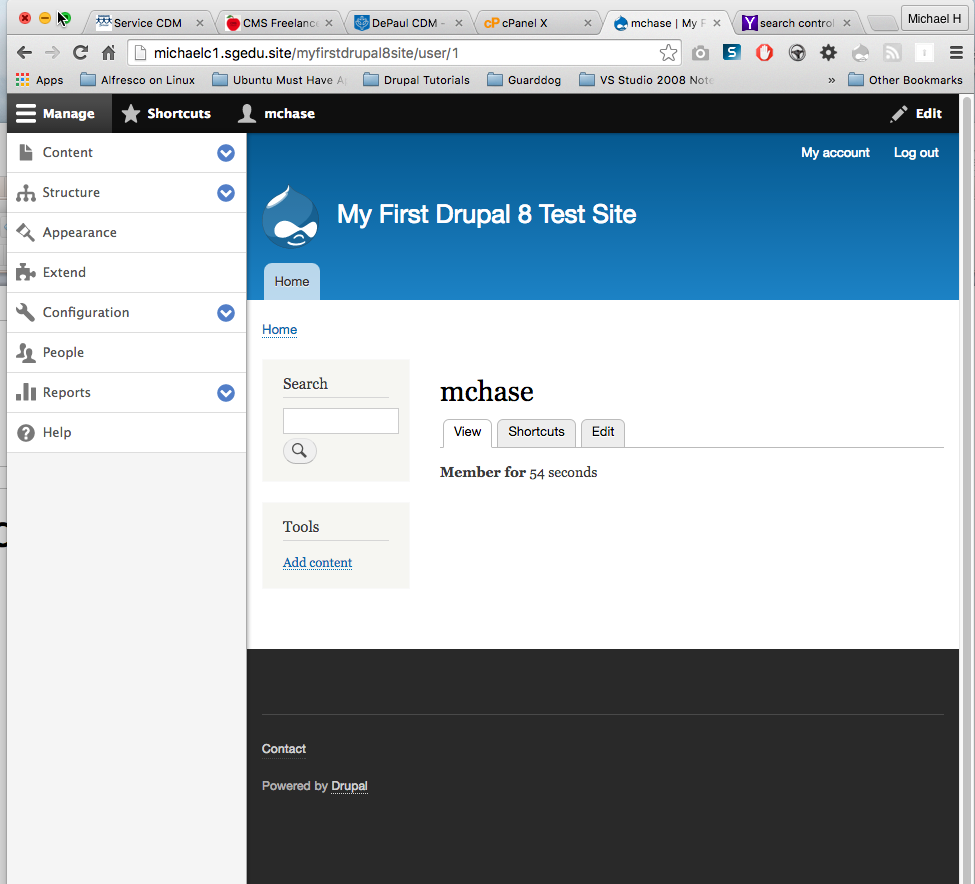 Service CDM
CMS Freelance
DePaul CDM -
cP cPanel X
mchase | My F
Y search control
Michael H
michaelc1.sgedu.site/myfirstdrupal8site/user/1
S
Apps
Alfresco on Linux
Ubuntu Must Have Ap
Drupal Tutorials
Guarddog
VS Studio 2008 Note
»
Other Bookmarks
Manage
Shortcuts
mchase
Edit
Content
Structure
Appearance
Extend
Configuration
People
Reports
Help
My account
Log out
My First Drupal 8 Test Site
Home
Home
Search
Tools
Add content
mchase
View
Shortcuts
Edit
Member for 54 seconds
Contact
Powered by Drupal